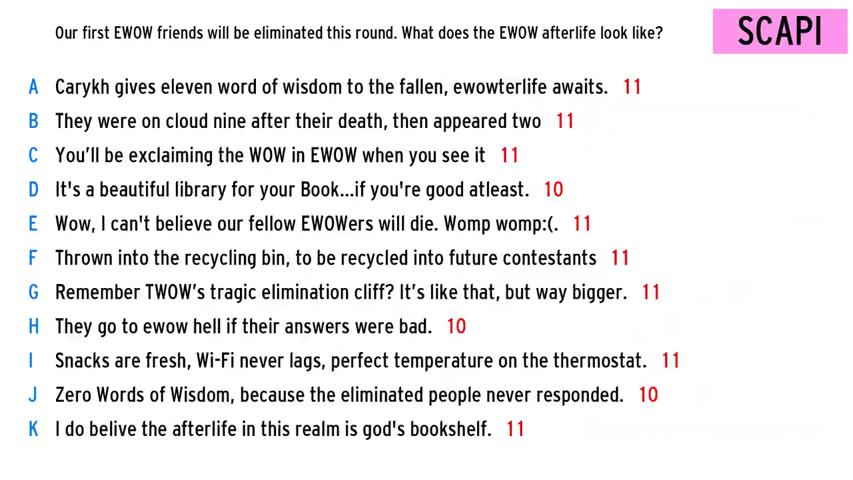 Our first EWOW friends will be eliminated this round. What does the EWOW afterlife look like?
SCAPI
A Carykh gives eleven word of wisdom to the fallen, ewowterlife awaits. 11
B They were on cloud nine after their death, then appeared two 11
C You’ll be exclaiming the WOW in EWOW when you see it 11
D It's a beautiful library for your Book...if you're good atleast. 10
E Wow, I can't believe our fellow EWOWers will die. Womp womp:(. 11
F Thrown into the recycling bin, to be recycled into future contestants 11
G Remember TWOW’s tragic elimination cliff? It’s like that, but way bigger. 11
H They go to ewow hell if their answers were bad. 10
I Snacks are fresh, Wi-Fi never lags, perfect temperature on the thermostat. 11
J Zero Words of Wisdom, because the eliminated people never responded. 10
K I do belive the afterlife in this realm is god's bookshelf. 11